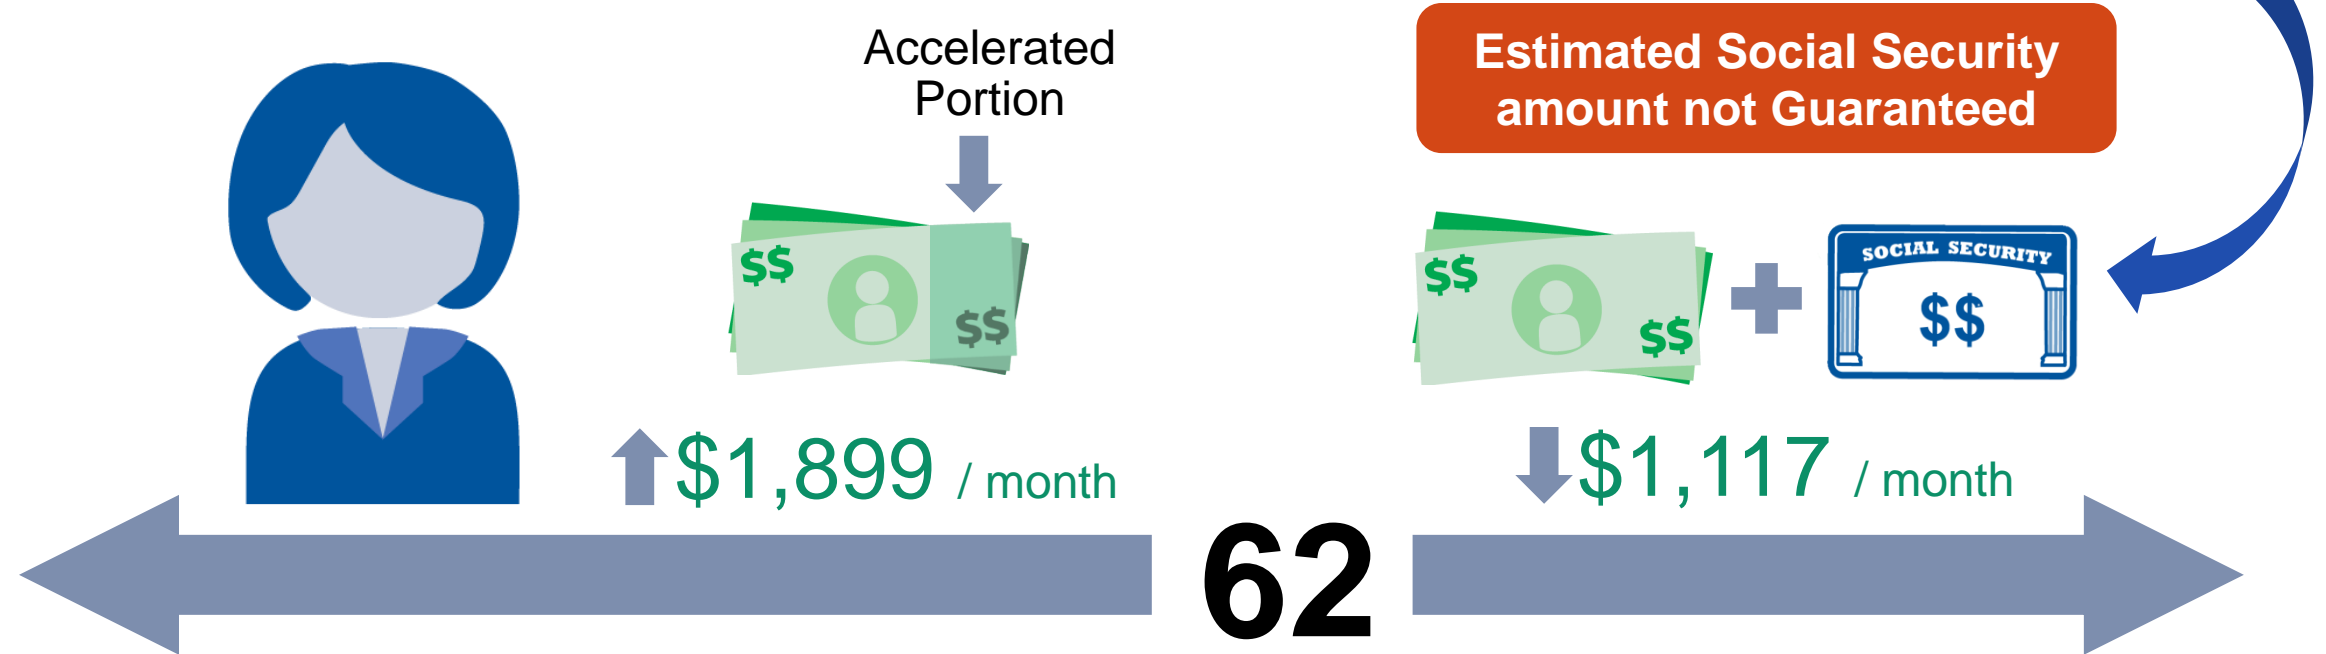 Accelerated
Portion
Estimated Social Security
amount not Guaranteed
$$
$$
$$
$$
SOCIAL SECURITY
$$
$1,899 / month
$1,117 / month
62